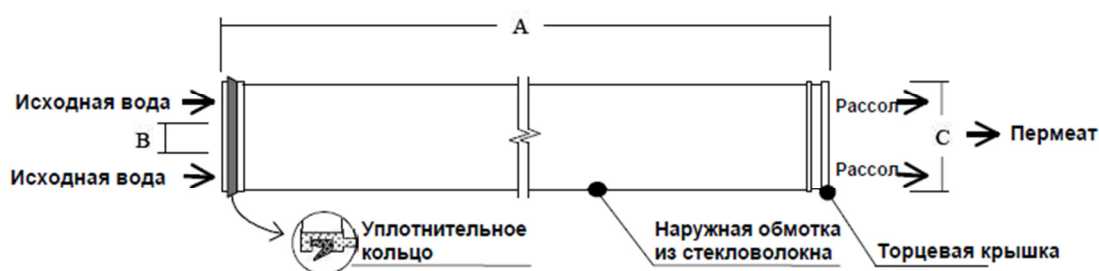 A
Исходная вода
B
Исходная вода
Рассол
C
Пермеат
Рассол
Уплотнительное
кольцо
Наружная обмотка
из стекловолокна
Торцевая крышка